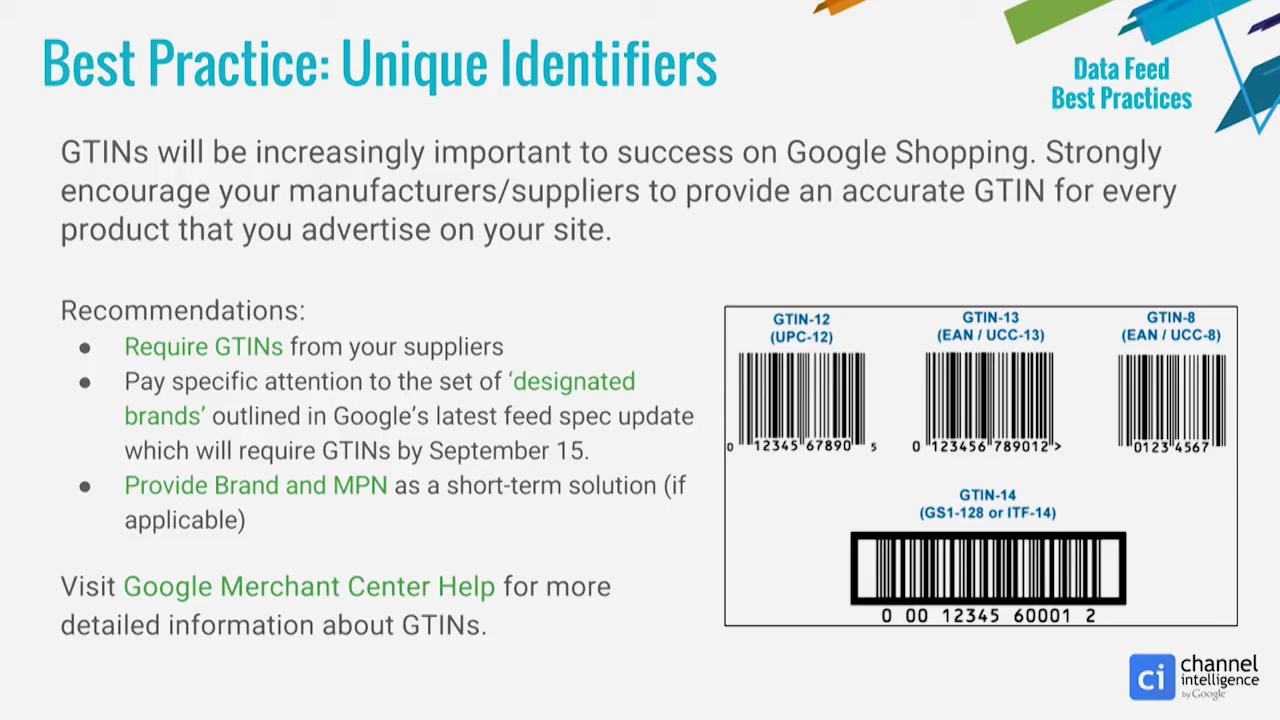 Best Practice: Unique Identifiers
Data Feed
Best Practices
GTINs will be increasingly important to success on Google Shopping. Strongly
encourage your manufacturers/suppliers to provide an accurate GTIN for every
product that you advertise on your site.
Recommendations:
● Require GTINs from your suppliers
● Pay specific attention to the set of ‘designated
brands’ outlined in Google’s latest feed spec update
which will require GTINs by September 15.
● Provide Brand and MPN as a short-term solution (if
applicable)
Visit Google Merchant Center Help for more
detailed information about GTINs.
GTIN-12
(UPC-12)
0 12345 67890 5
GTIN-13
(EAN / UCC-13)
0 123456 789012 >
GTIN-8
(EAN / UCC-8)
0123 4567
GTIN-14
(GS1-128 or ITF-14)
0 00 12345 60001 2
ci
channel
intelligence
by Google